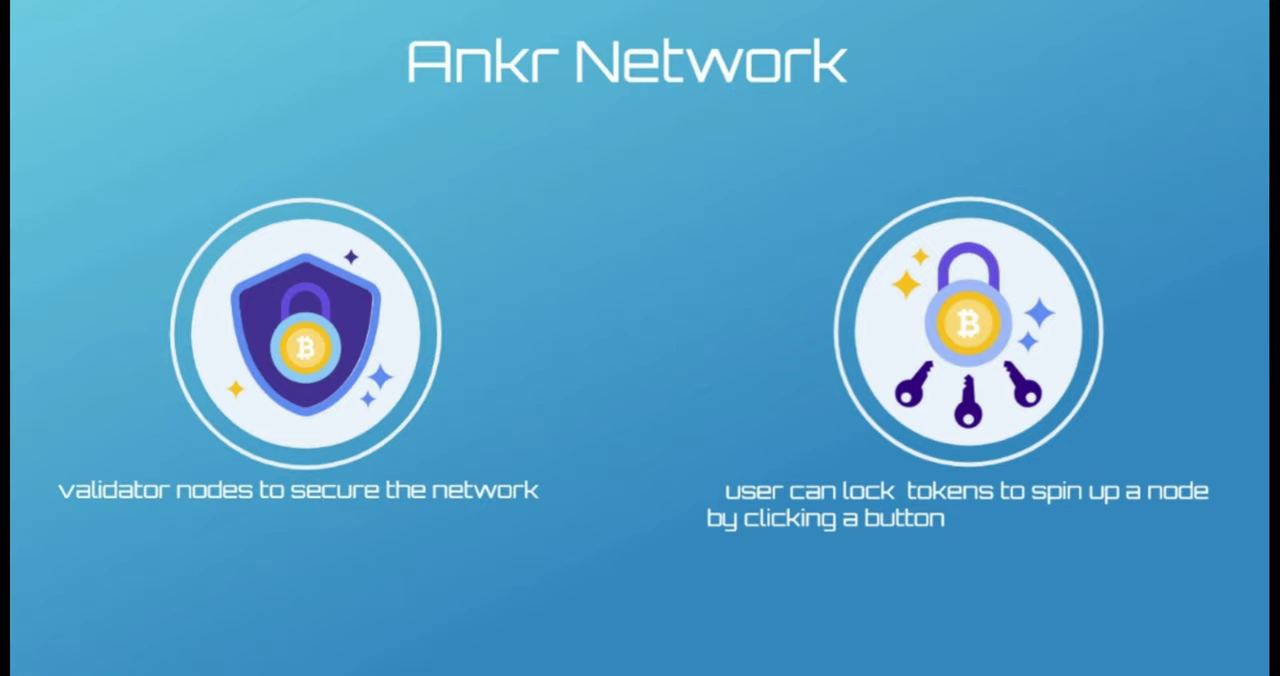 Ankr Network
validator nodes to secure the network
user can lock tokens to spin up a node
by clicking a button